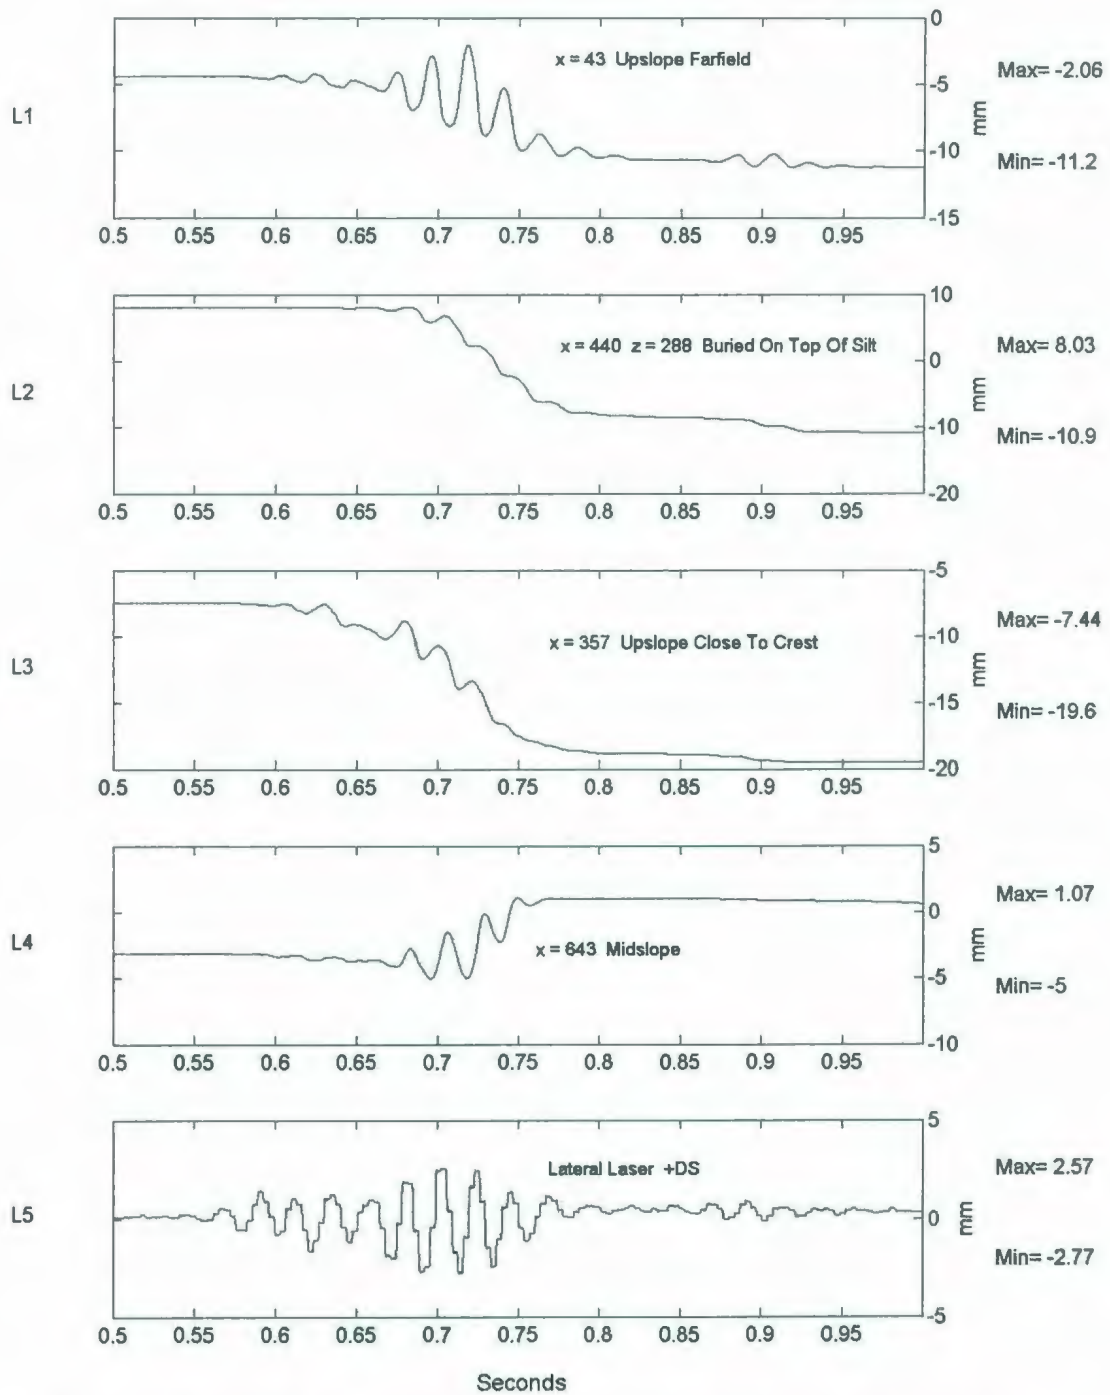 0
x = 43 Upslope Farfield
Max= -2.06
-5
L1
mm
-10
Min= -11.2
-15
0.5 0.55 0.6 0.65 0.7 0.75 0.8 0.85 0.9 0.95
10
x = 440 z = 288 Buried On Top Of Silt
Max= 8.03
0
L2
mm
-10
Min= -10.9
-20
0.5 0.55 0.6 0.65 0.7 0.75 0.8 0.85 0.9 0.95
-5
Max= -7.44
-10
x = 357 Upslope Close To Crest
L3
mm
-15
Min= -19.6
-20
0.5 0.55 0.6 0.65 0.7 0.75 0.8 0.85 0.9 0.95
5
Max= 1.07
0
L4
x = 643 Midslope
mm
-5
Min= -5
-10
0.5 0.55 0.6 0.65 0.7 0.75 0.8 0.85 0.9 0.95
5
Lateral Laser +DS
Max= 2.57
L5
0
mm
Min= -2.77
-5
0.5 0.55 0.6 0.65 0.7 0.75 0.8 0.85 0.9 0.95
Seconds